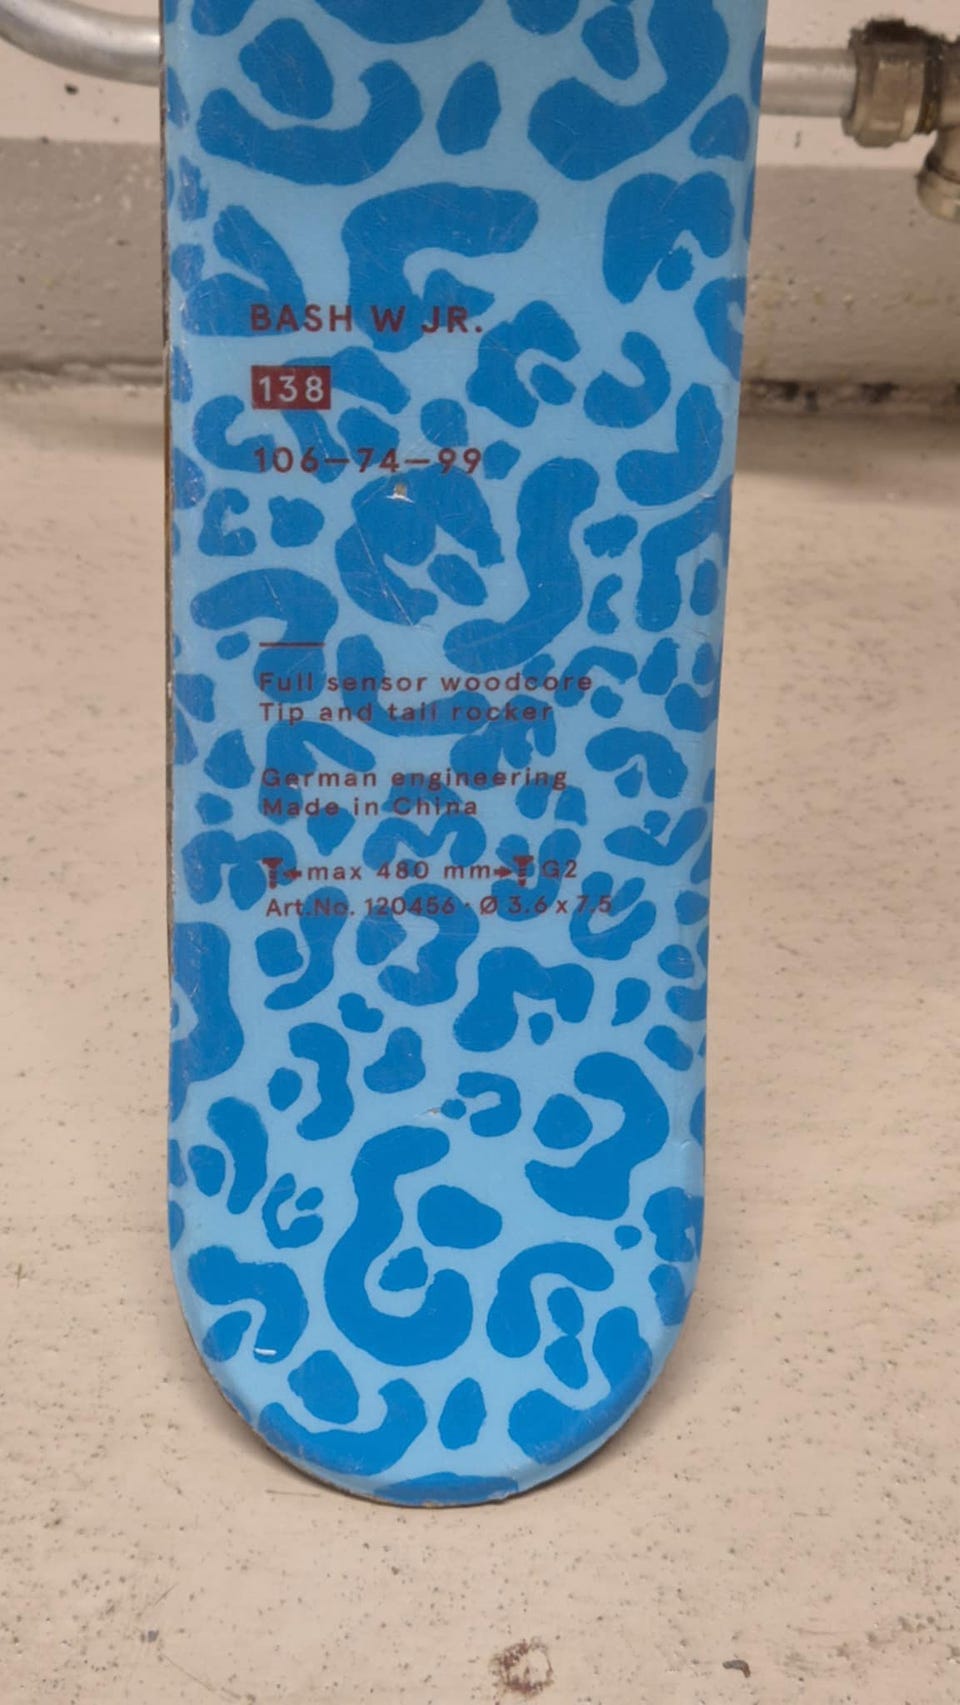 BASH W JR.
138
106—74—99
Full sensor woodcore
Tip and tail rocker
German engineering
Made in China
max 480 mm G2
Art.No. 120456 · Ø 3.6 x 7.5